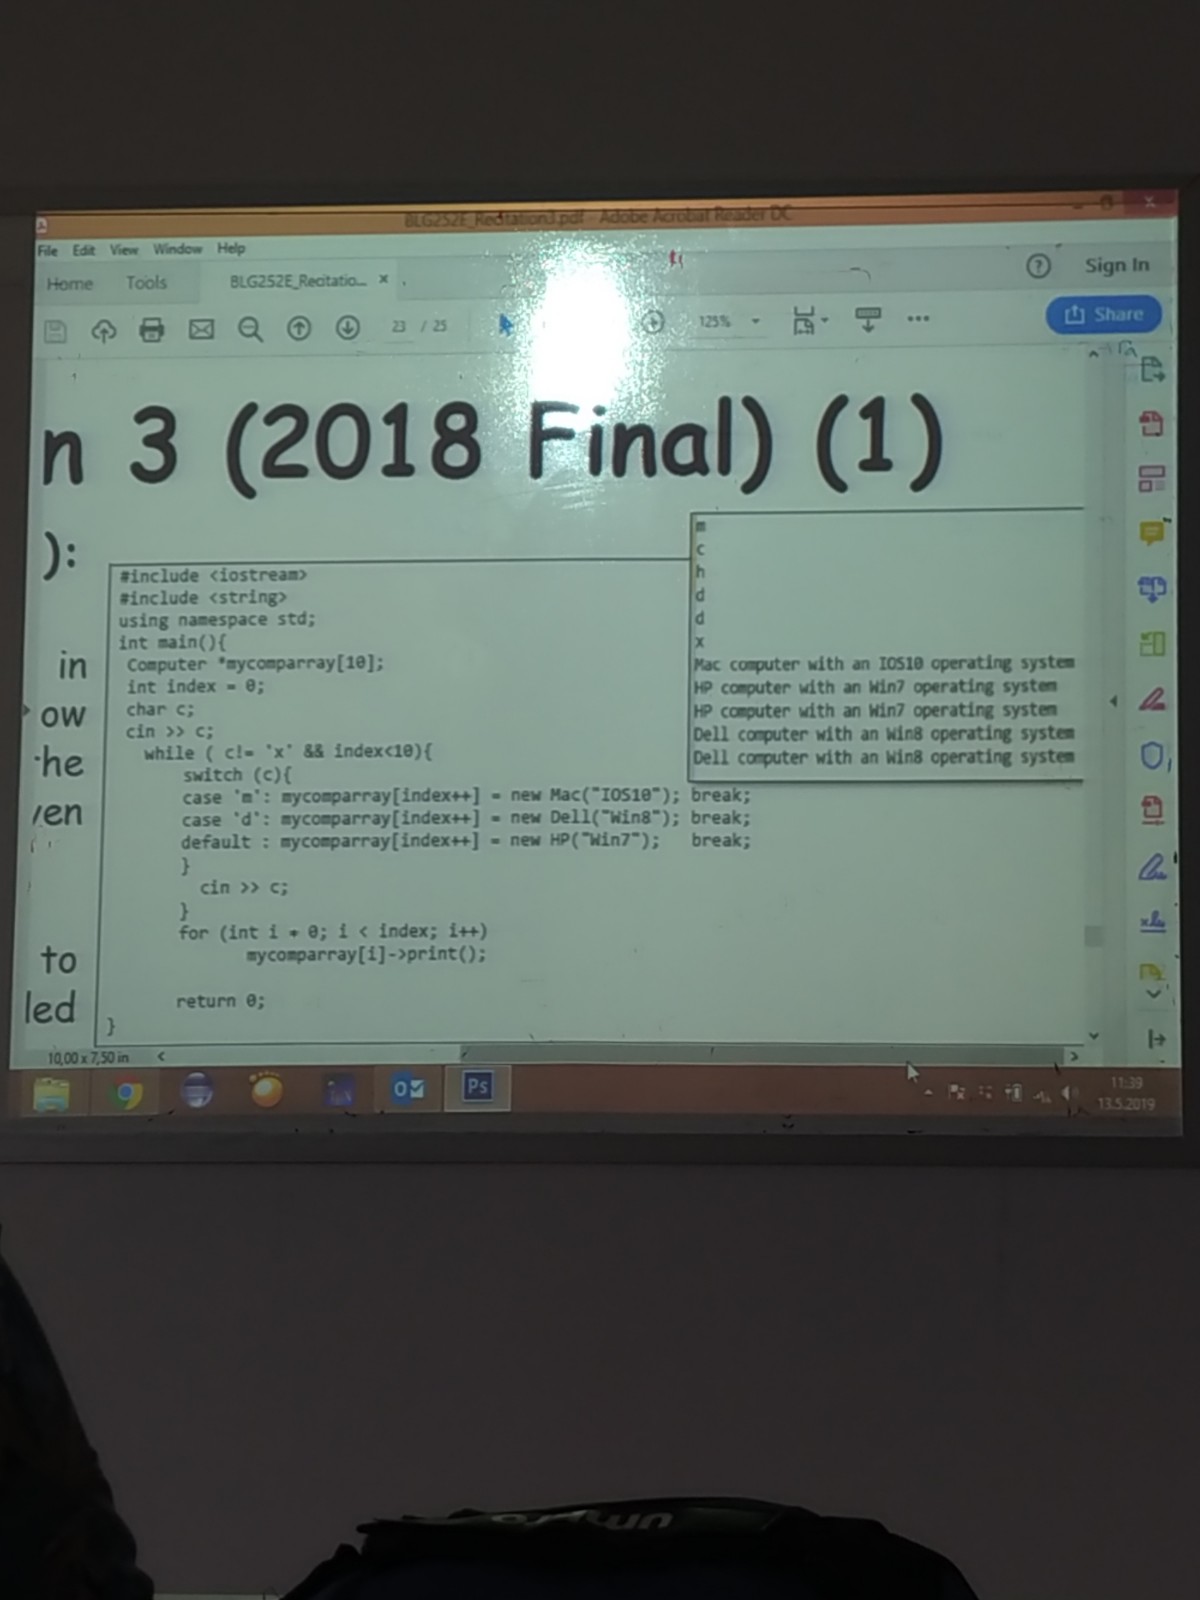 BLG252E_Recitation3.pdf - Adobe Acrobat Reader DC
File Edit View Window Help
Home Tools BLG252E_Recitatio... × ? Sign In
23 / 25 125% Share
n 3 (2018 Final) (1)
):
in
ow
he
ven
to
led
#include <iostream>
#include <string>
using namespace std;
int main(){
Computer *mycomparray[10];
int index = 0;
char c;
cin >> c;
while ( c!= 'x' && index<10){
switch (c){
case 'm': mycomparray[index++] = new Mac("IOS10"); break;
case 'd': mycomparray[index++] = new Dell("Win8"); break;
default : mycomparray[index++] = new HP("Win7"); break;
}
cin >> c;
}
for (int i = 0; i < index; i++)
mycomparray[i]->print();
return 0;
}
m
c
h
d
d
x
Mac computer with an IOS10 operating system
HP computer with an Win7 operating system
HP computer with an Win7 operating system
Dell computer with an Win8 operating system
Dell computer with an Win8 operating system
10,00 x 7,50 in
Ps
11:39
13.5.2019